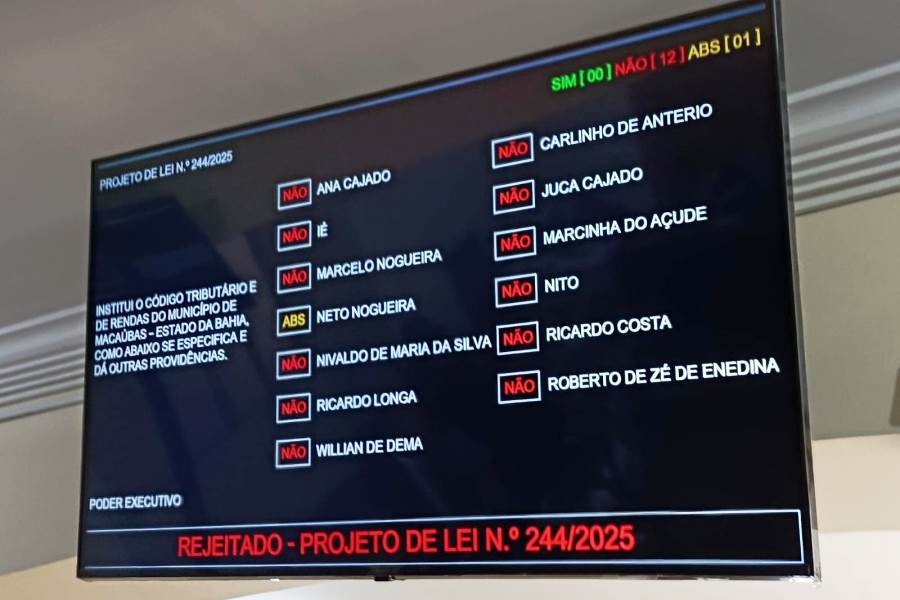 SIM [ 00 ] NÃO [ 12 ] ABS [ 01 ]
PROJETO DE LEI N.º 244/2025
INSTITUI O CÓDIGO TRIBUTÁRIO E
DE RENDAS DO MUNICÍPIO DE
MACAÚBAS - ESTADO DA BAHIA,
COMO ABAIXO SE ESPECIFICA E
DÁ OUTRAS PROVIDÊNCIAS.
PODER EXECUTIVO
NÃO ANA CAJADO
NÃO IÊ
NÃO MARCELO NOGUEIRA
ABS NETO NOGUEIRA
NÃO NIVALDO DE MARIA DA SILVA
NÃO RICARDO LONGA
NÃO WILLIAN DE DEMA
NÃO CARLINHO DE ANTERIO
NÃO JUCA CAJADO
NÃO MARCINHA DO AÇUDE
NÃO NITO
NÃO RICARDO COSTA
NÃO ROBERTO DE ZÉ DE ENEDINA
REJEITADO - PROJETO DE LEI N.º 244/2025